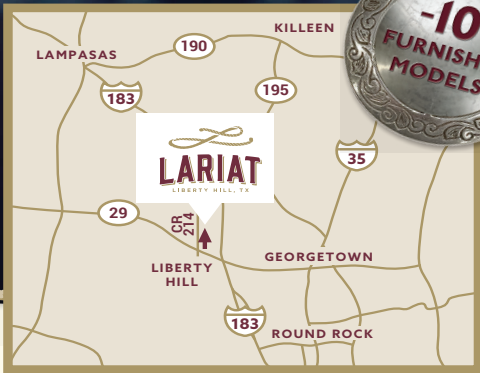 -10
FURNISH
MODELS
KILLEEN
190
LAMPASAS
195
183
LARIAT
LIBERTY HILL, TX
35
29
CR
214
GEORGETOWN
LIBERTY
HILL
183
ROUND ROCK